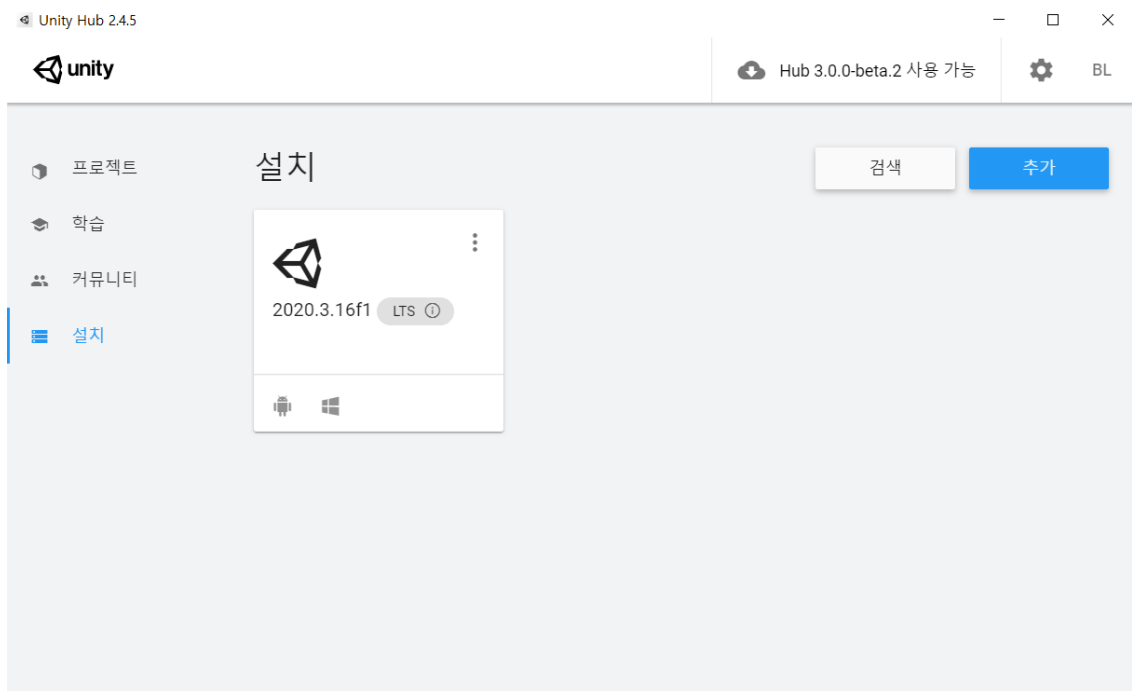 Unity Hub 2.4.5
unity
Hub 3.0.0-beta.2 사용 가능
BL
프로젝트
학습
커뮤니티
설치
설치
검색
추가
2020.3.16f1 LTS